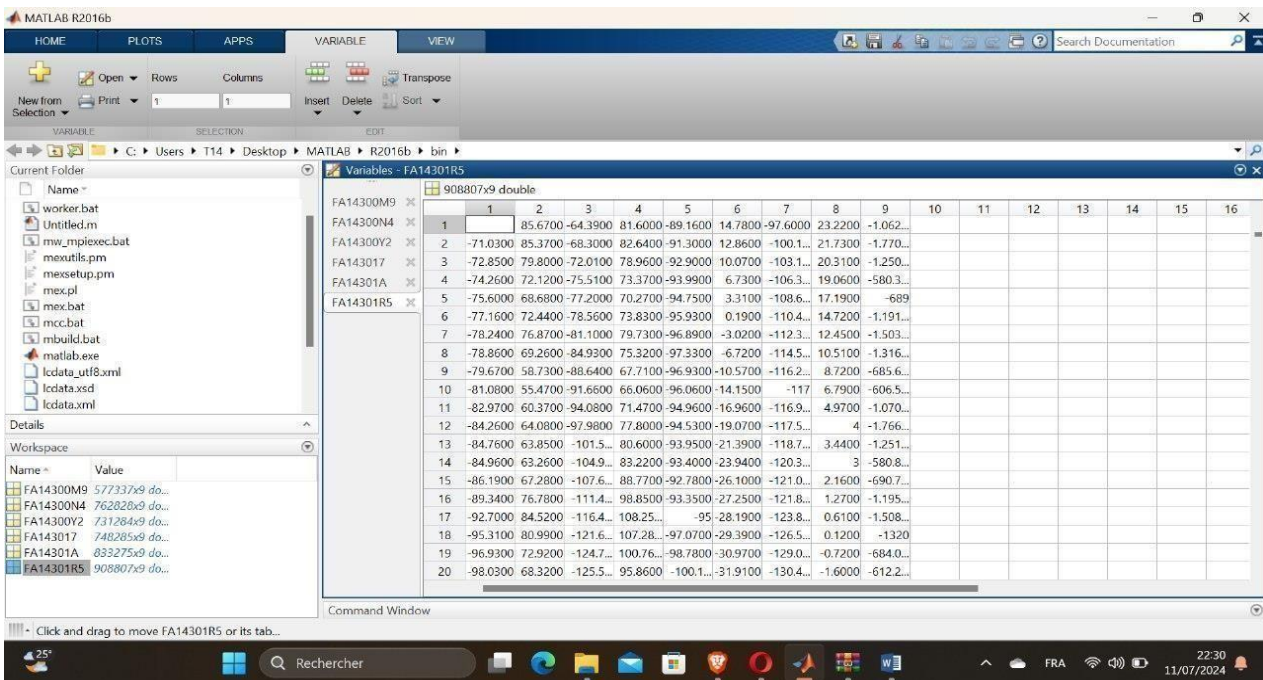 MATLAB R2016b
HOME PLOTS APPS VARIABLE VIEW Search Documentation
Open Rows Columns Transpose
New from Selection Print 1 1 Insert Delete Sort
VARIABLE SELECTION EDIT
C: Users T14 Desktop MATLAB R2016b bin
Current Folder
Name
worker.bat
Untitled.m
mw_mpiexec.bat
mexutils.pm
mexsetup.pm
mex.pl
mex.bat
mcc.bat
mbuild.bat
matlab.exe
lcdata_utf8.xml
lcdata.xsd
lcdata.xml
Details
Workspace
Name Value
FA14300M9 577337x9 do...
FA14300N4 762828x9 do...
FA14300Y2 731284x9 do...
FA143017 748285x9 do...
FA14301A 833275x9 do...
FA14301R5 908807x9 do...
Variables - FA14301R5
FA14300M9
FA14300N4
FA14300Y2
FA143017
FA14301A
FA14301R5
908807x9 double
1 2 3 4 5 6 7 8 9 10 11 12 13 14 15 16
1 85.6700 -64.3900 81.6000 -89.1600 14.7800 -97.6000 23.2200 -1.062...
2 -71.0300 85.3700 -68.3000 82.6400 -91.3000 12.8600 -100.1... 21.7300 -1.770...
3 -72.8500 79.8000 -72.0100 78.9600 -92.9000 10.0700 -103.1... 20.3100 -1.250...
4 -74.2600 72.1200 -75.5100 73.3700 -93.9900 6.7300 -106.3... 19.0600 -580.3...
5 -75.6000 68.6800 -77.2000 70.2700 -94.7500 3.3100 -108.6... 17.1900 -689
6 -77.1600 72.4400 -78.5600 73.8300 -95.9300 0.1900 -110.4... 14.7200 -1.191...
7 -78.2400 76.8700 -81.1000 79.7300 -96.8900 -3.0200 -112.3... 12.4500 -1.503...
8 -78.8600 69.2600 -84.9300 75.3200 -97.3300 -6.7200 -114.5... 10.5100 -1.316...
9 -79.6700 58.7300 -88.6400 67.7100 -96.9300 -10.5700 -116.2... 8.7200 -685.6...
10 -81.0800 55.4700 -91.6600 66.0600 -96.0600 -14.1500 -117 6.7900 -606.5...
11 -82.9700 60.3700 -94.0800 71.4700 -94.9600 -16.9600 -116.9... 4.9700 -1.070...
12 -84.2600 64.0800 -97.9800 77.8000 -94.5300 -19.0700 -117.5... 4 -1.766...
13 -84.7600 63.8500 -101.5... 80.6000 -93.9500 -21.3900 -118.7... 3.4400 -1.251...
14 -84.9600 63.2600 -104.9... 83.2200 -93.4000 -23.9400 -120.3... 3 -580.8...
15 -86.1900 67.2800 -107.6... 88.7700 -92.7800 -26.1000 -121.0... 2.1600 -690.7...
16 -89.3400 76.7800 -111.4... 98.8500 -93.3500 -27.2500 -121.8... 1.2700 -1.195...
17 -92.7000 84.5200 -116.4... 108.25... -95 -28.1900 -123.8... 0.6100 -1.508...
18 -95.3100 80.9900 -121.6... 107.28... -97.0700 -29.3900 -126.5... 0.1200 -1320
19 -96.9300 72.9200 -124.7... 100.76... -98.7800 -30.9700 -129.0... -0.7200 -684.0...
20 -98.0300 68.3200 -125.5... 95.8600 -100.1... -31.9100 -130.4... -1.6000 -612.2...
Command Window
Click and drag to move FA14301R5 or its tab...
25° Rechercher FRA 22:30
11/07/2024